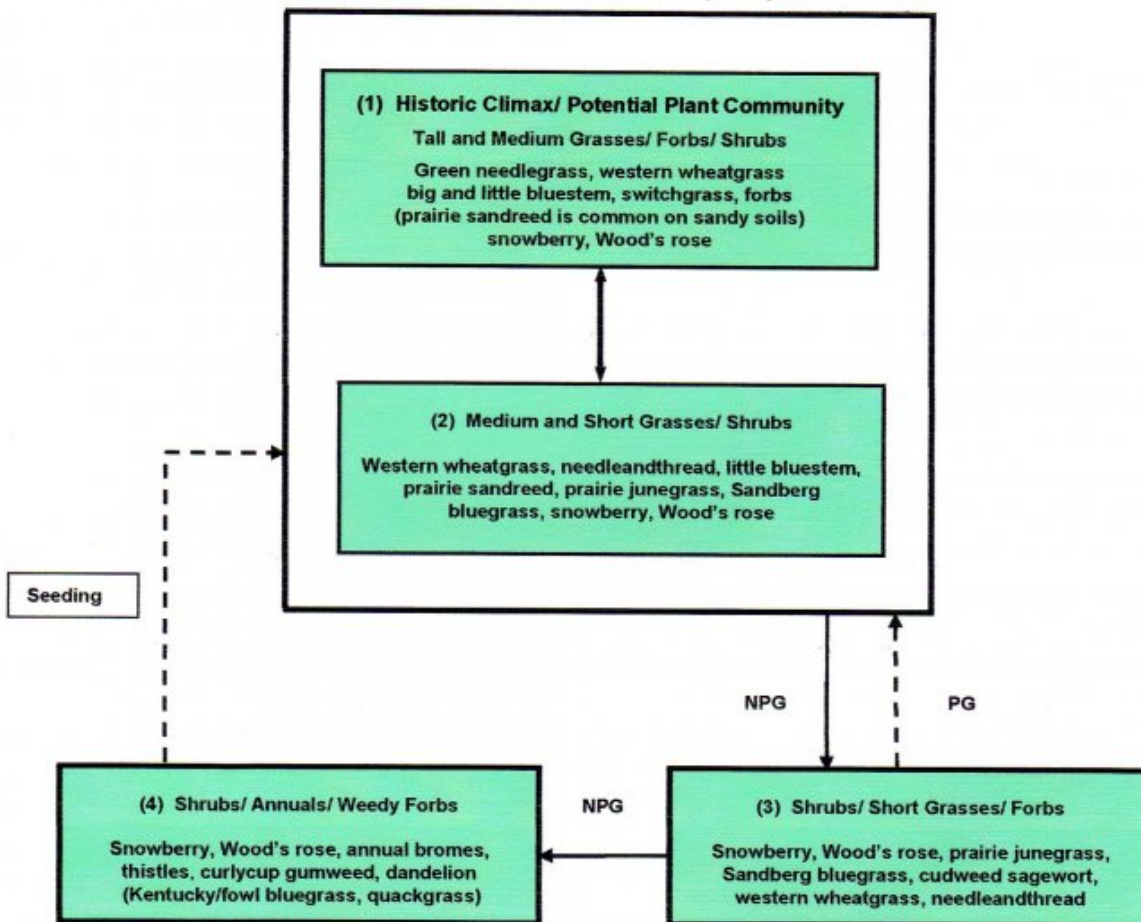 (1) Historic Climax/ Potential Plant Community
Tall and Medium Grasses/ Forbs/ Shrubs
Green needlegrass, western wheatgrass
big and little bluestem, switchgrass, forbs
(prairie sandreed is common on sandy soils)
snowberry, Wood's rose
(2) Medium and Short Grasses/ Shrubs
Western wheatgrass, needleandthread, little bluestem,
prairie sandreed, prairie junegrass, Sandberg
bluegrass, snowberry, Wood's rose
Seeding
NPG
PG
(4) Shrubs/ Annuals/ Weedy Forbs
Snowberry, Wood's rose, annual bromes,
thistles, curlycup gumweed, dandelion
(Kentucky/fowl bluegrass, quackgrass)
NPG
(3) Shrubs/ Short Grasses/ Forbs
Snowberry, Wood's rose, prairie junegrass,
Sandberg bluegrass, cudweed sagewort,
western wheatgrass, needleandthread